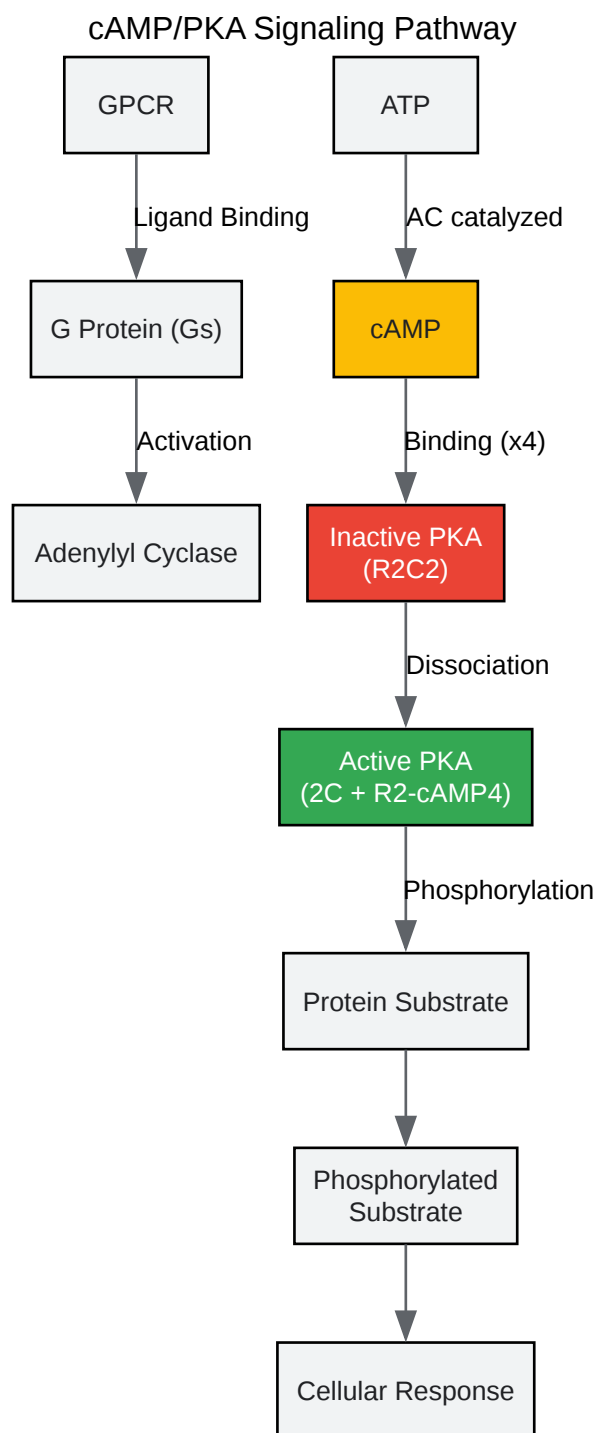 cAMP/PKA Signaling Pathway
GPCR
ATP
Ligand Binding
AC catalyzed
G Protein (Gs)
cAMP
Activation
Binding (x4)
Adenylyl Cyclase
Inactive PKA
(R2C2)
Dissociation
Active PKA
(2C + R2-cAMP4)
Phosphorylation
Protein Substrate
Phosphorylated
Substrate
Cellular Response